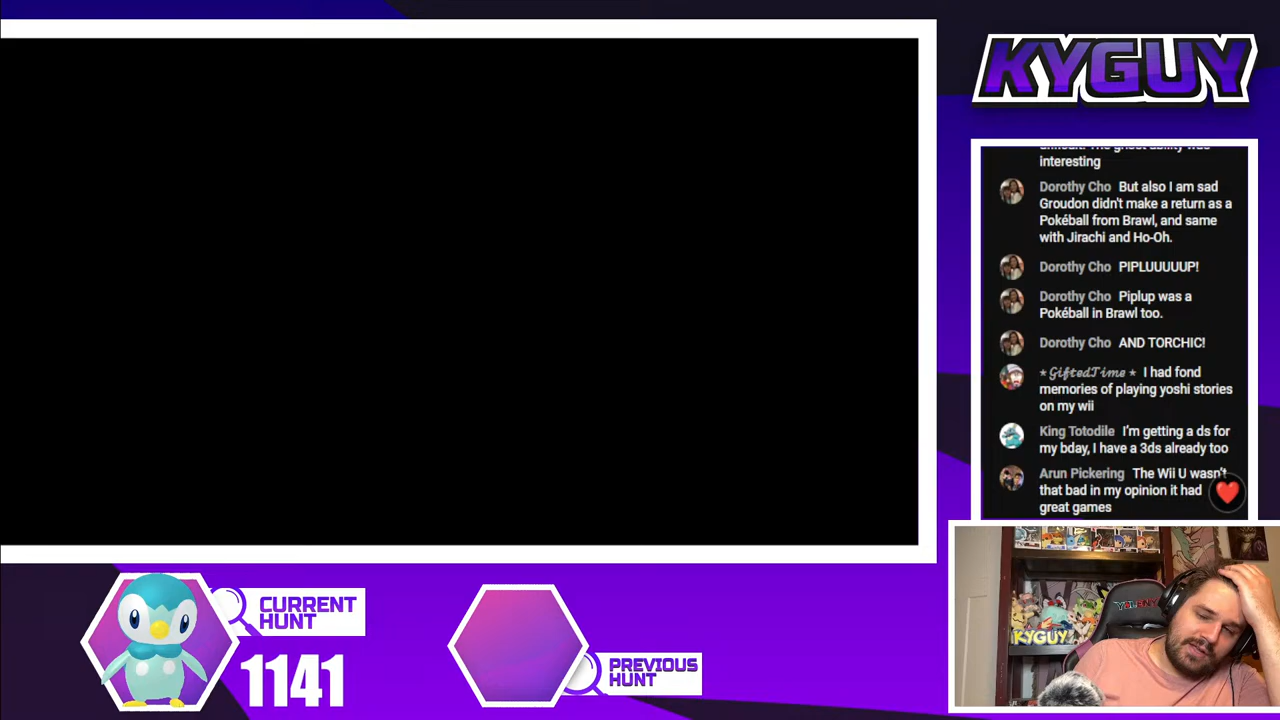 KYGUY
interesting
Dorothy Cho But also I am sad
Groudon didn't make a return as a
Pokéball from Brawl, and same
with Jirachi and Ho-Oh.
Dorothy Cho PIPLUUUUUP!
Dorothy Cho Piplup was a
Pokéball in Brawl too.
Dorothy Cho AND TORCHIC!
⋆ 𝓖𝓲𝓯𝓽𝓮𝓭𝓣𝓲𝓶𝓮 ⋆ I had fond
memories of playing yoshi stories
on my wii
King Totodile I'm getting a ds for
my bday, I have a 3ds already too
Arun Pickering The Wii U wasn't
that bad in my opinion it had
great games
CURRENT
HUNT
1141
PREVIOUS
HUNT
KYGUY